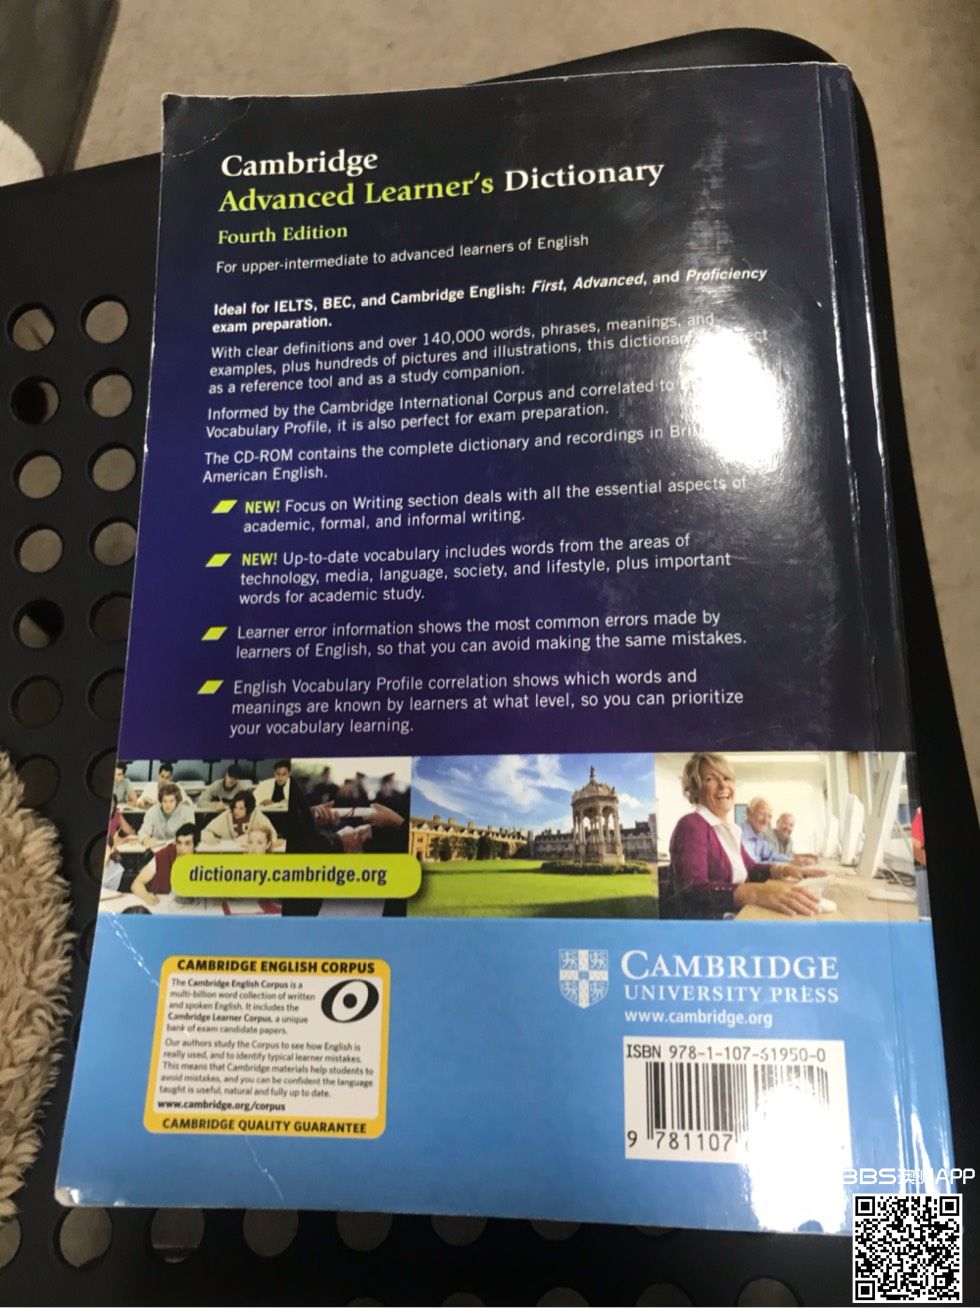 Cambridge
Advanced Learner's Dictionary
Fourth Edition
For upper-intermediate to advanced learners of English
Ideal for IELTS, BEC, and Cambridge English: First, Advanced, and Proficiency
exam preparation.
With clear definitions and over 140,000 words, phrases, meanings, and
examples, plus hundreds of pictures and illustrations, this
as a reference tool and as a study companion.
Informed by the Cambridge International Corpus and correlated to
Vocabulary Profile, it is also perfect for exam preparation.
The CD-ROM contains the complete dictionary and recordings in
American English.
NEW! Focus on Writing section deals with all the essential aspects of
academic, formal, and informal writing.
NEW! Up-to-date vocabulary includes words from the areas of
technology, media, language, society, and lifestyle, plus important
words for academic study.
Learner error information shows the most common errors made by
learners of English, so that you can avoid making the same mistakes.
English Vocabulary Profile correlation shows which words and
meanings are known by learners at what level, so you can prioritize
your vocabulary learning.
dictionary.cambridge.org
CAMBRIDGE ENGLISH CORPUS
The Cambridge English Corpus is a
multi-billion word collection of written
and spoken English. It includes the
Cambridge Learner Corpus, a unique
bank of exam candidate papers.
Our authors study the Corpus to see how English is
really used, and to identify typical learner mistakes.
This means that Cambridge materials help students to
avoid mistakes, and you can be confident the language
taught is useful, natural and fully up to date.
www.cambridge.org/corpus
CAMBRIDGE QUALITY GUARANTEE
CAMBRIDGE
UNIVERSITY PRESS
www.cambridge.org
ISBN 978-1-107-61950-0
9 781107
BBS APP